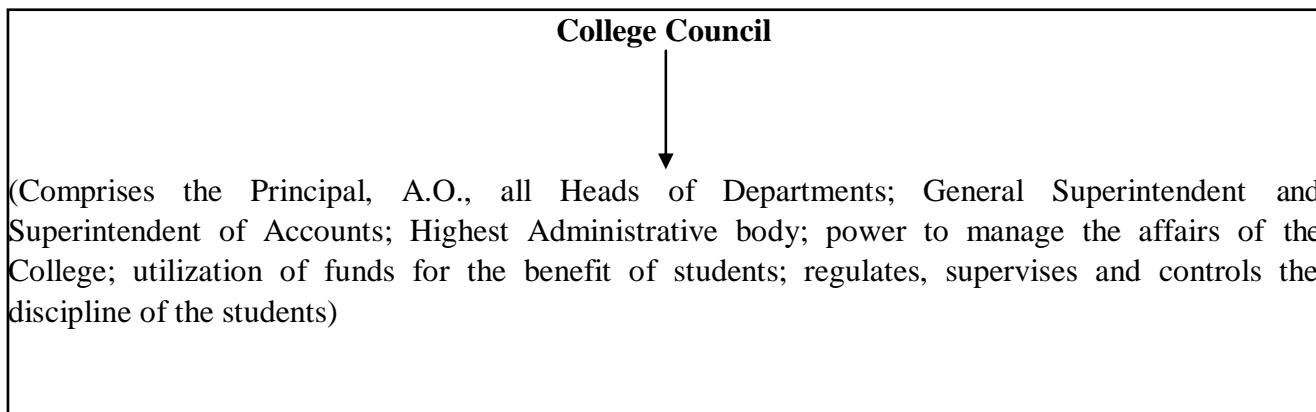 College Council
(Comprises the Principal, A.O., all Heads of Departments; General Superintendent and
Superintendent of Accounts; Highest Administrative body; power to manage the affairs of the
College; utilization of funds for the benefit of students; regulates, supervises and controls the
discipline of the students)